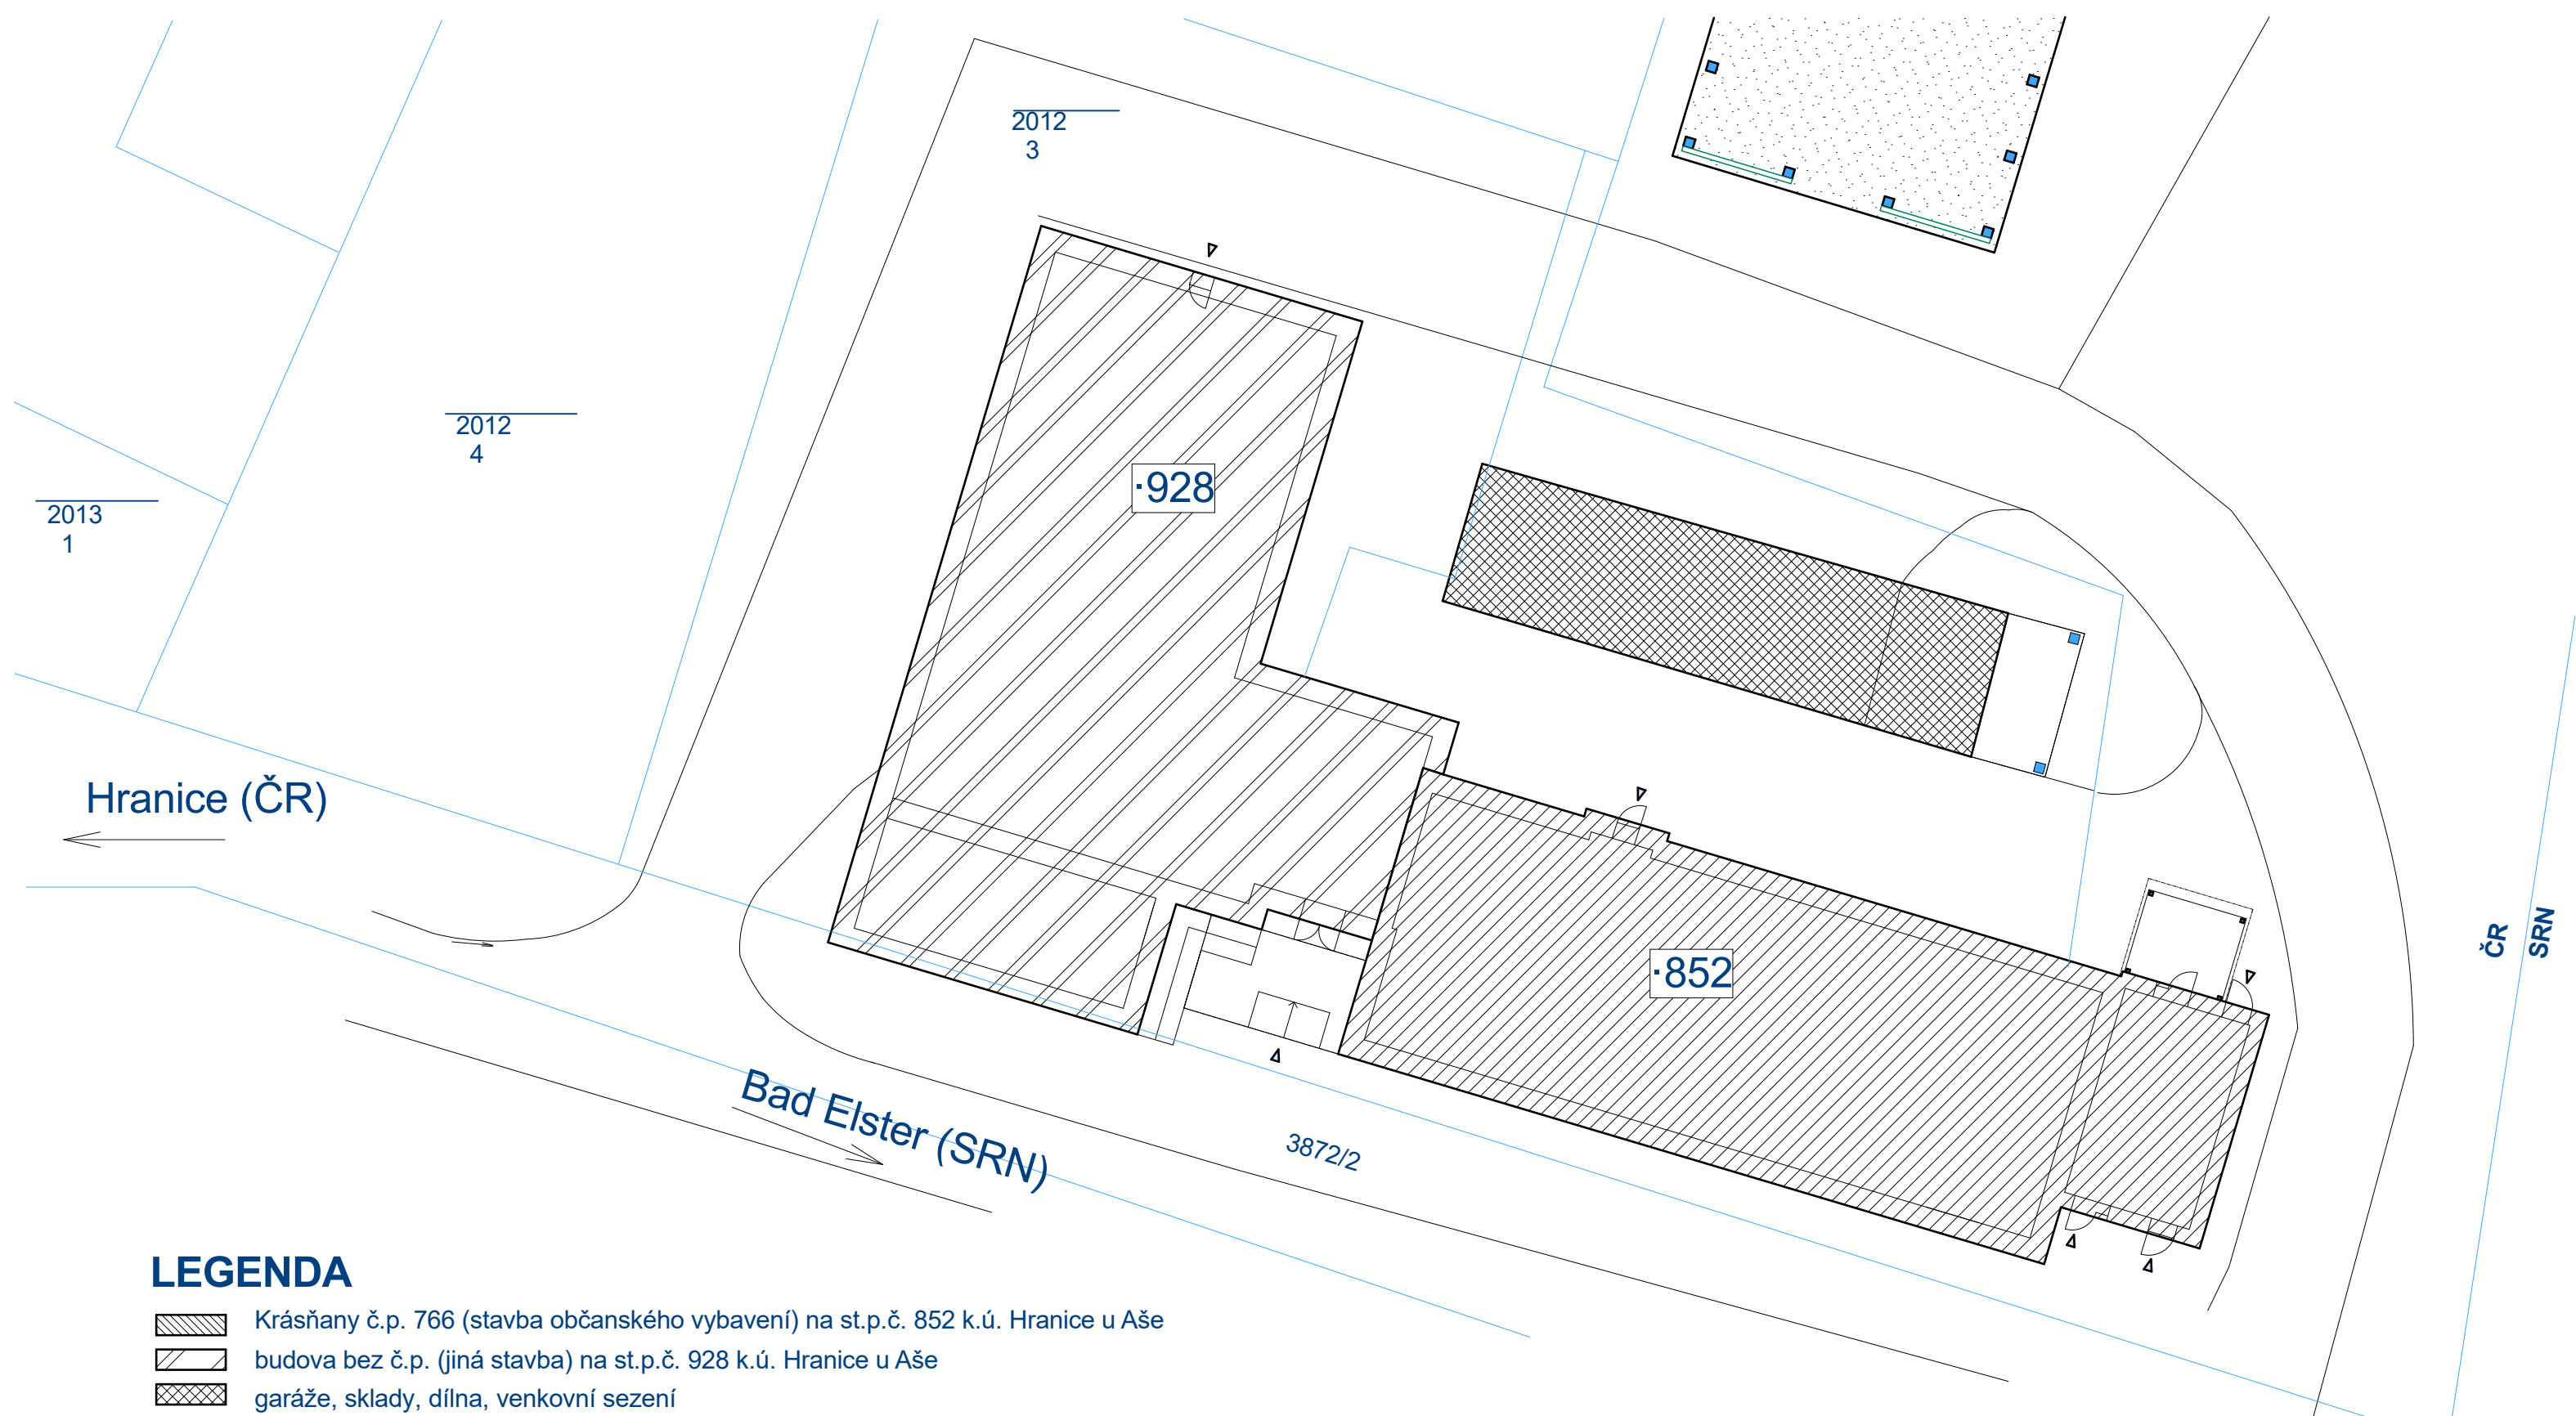 2012
3
2012
4
2013
1
·928
Hranice (ČR)
·852
ČR
SRN
Bad Elster (SRN)
3872/2
LEGENDA
Krásňany č.p. 766 (stavba občanského vybavení) na st.p.č. 852 k.ú. Hranice u Aše
budova bez č.p. (jiná stavba) na st.p.č. 928 k.ú. Hranice u Aše
garáže, sklady, dílna, venkovní sezení